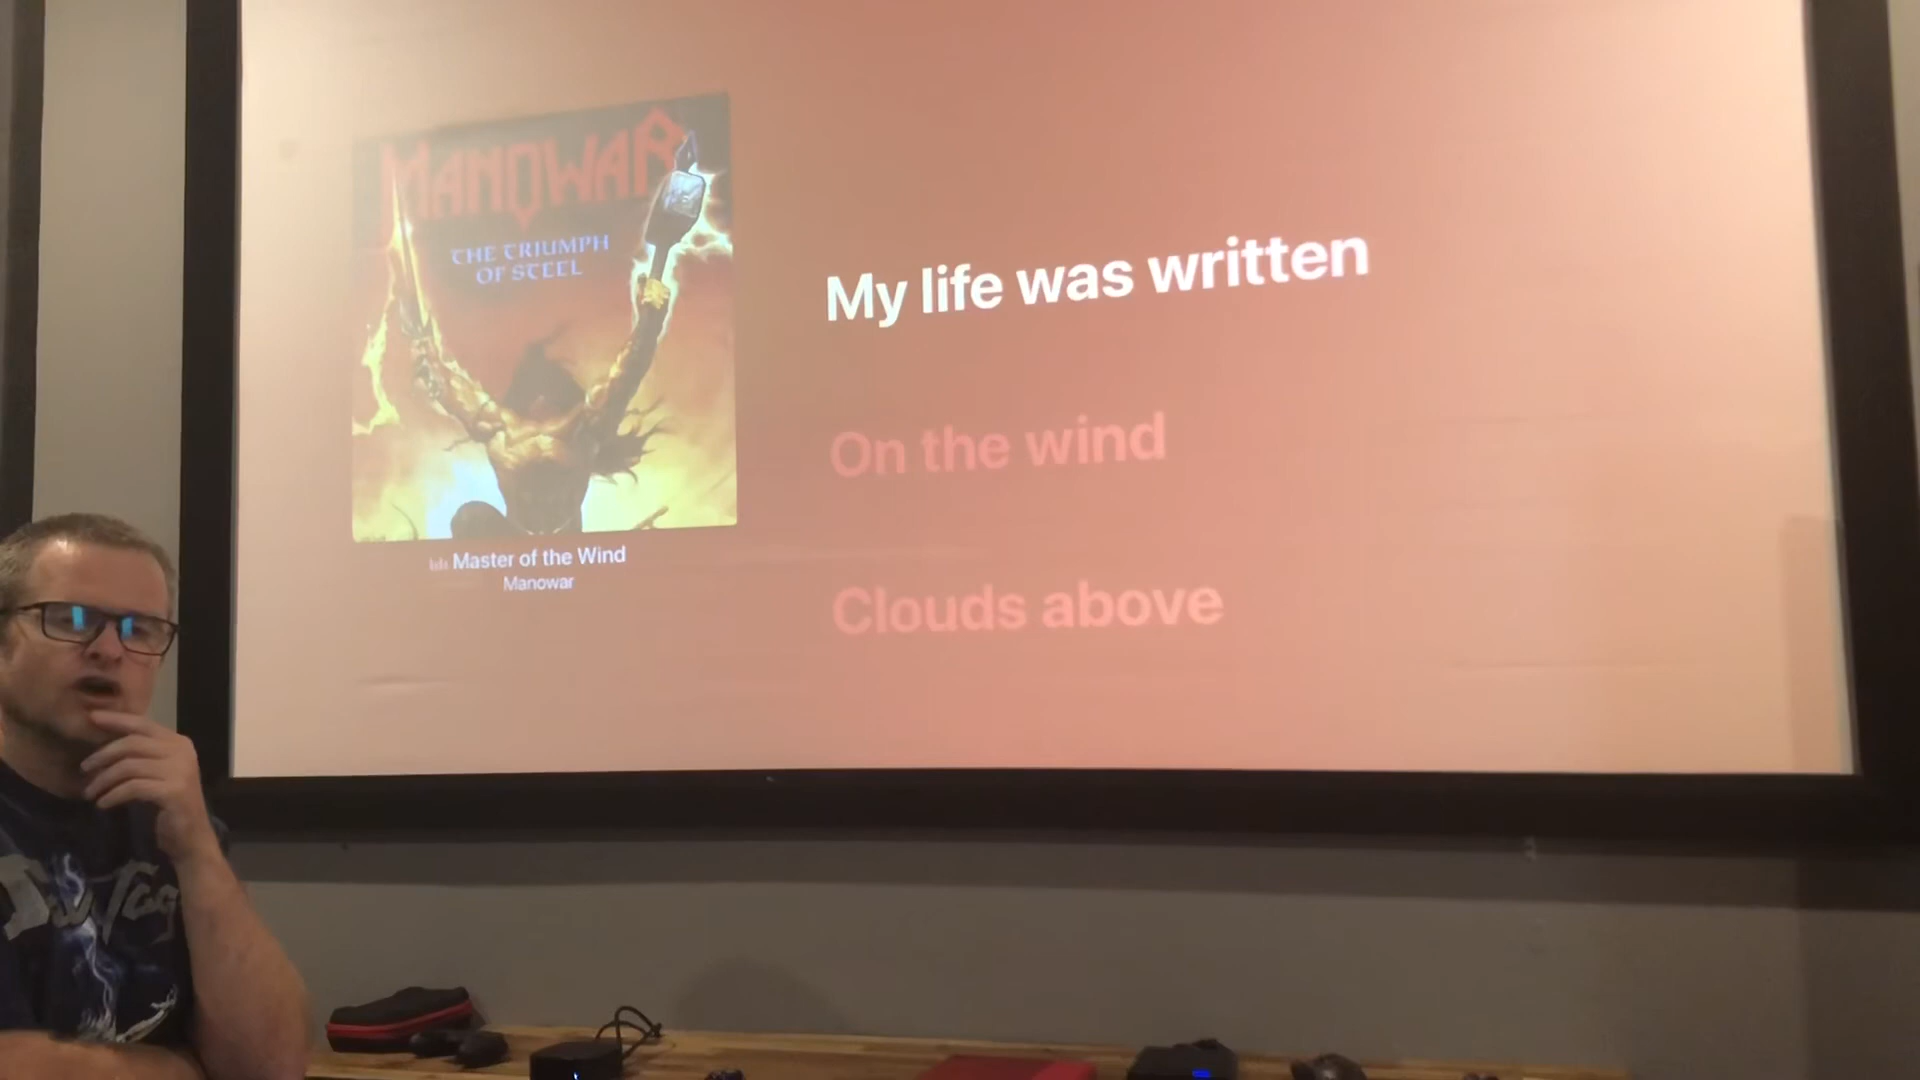 MANOWAR
THE TRIUMPH
OF STEEL
Master of the Wind
Manowar
My life was written
On the wind
Clouds above